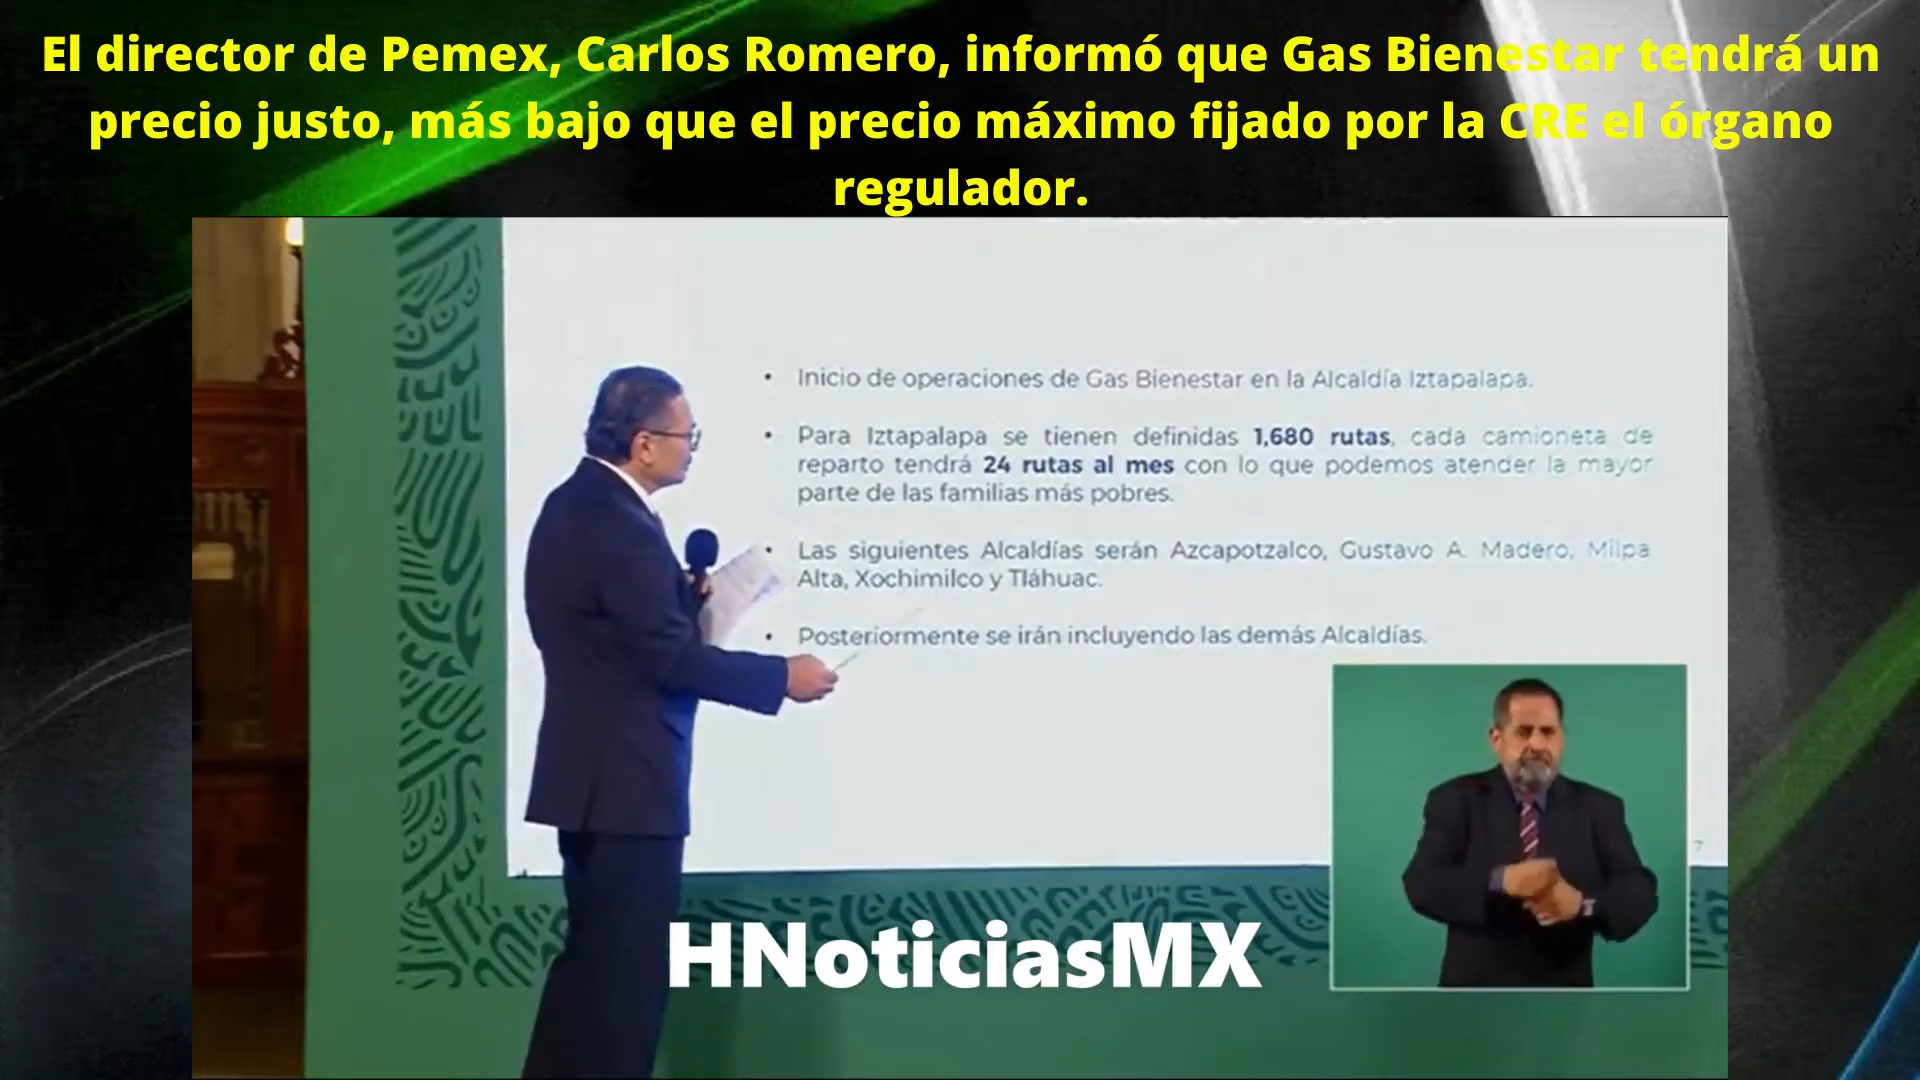 El director de Pemex, Carlos Romero, informó que Gas Bienestar tendrá un
precio justo, más bajo que el precio máximo fijado por la CRE el órgano
regulador.
• Inicio de operaciones de Gas Bienestar en la Alcaldía Iztapalapa.
• Para Iztapalapa se tienen definidas 1,680 rutas, cada camioneta de
reparto tendrá 24 rutas al mes con lo que podemos atender la mayor
parte de las familias más pobres.
• Las siguientes Alcaldías serán Azcapotzalco, Gustavo A. Madero, Milpa
Alta, Xochimilco y Tláhuac.
• Posteriormente se irán incluyendo las demás Alcaldías.
7
HNoticiasMX